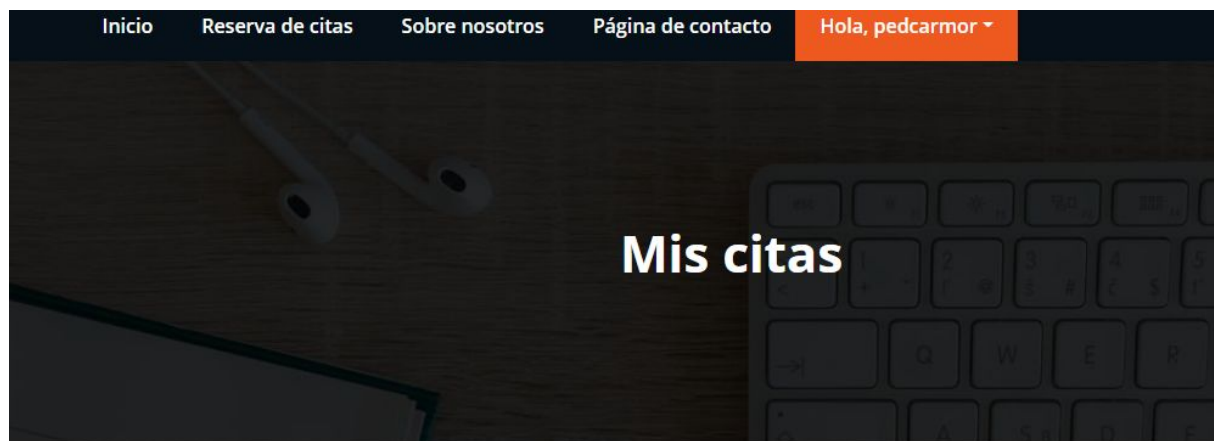 Inicio Reserva de citas Sobre nosotros Página de contacto Hola, pedcarmor
Mis citas
Q W E R
A S D F